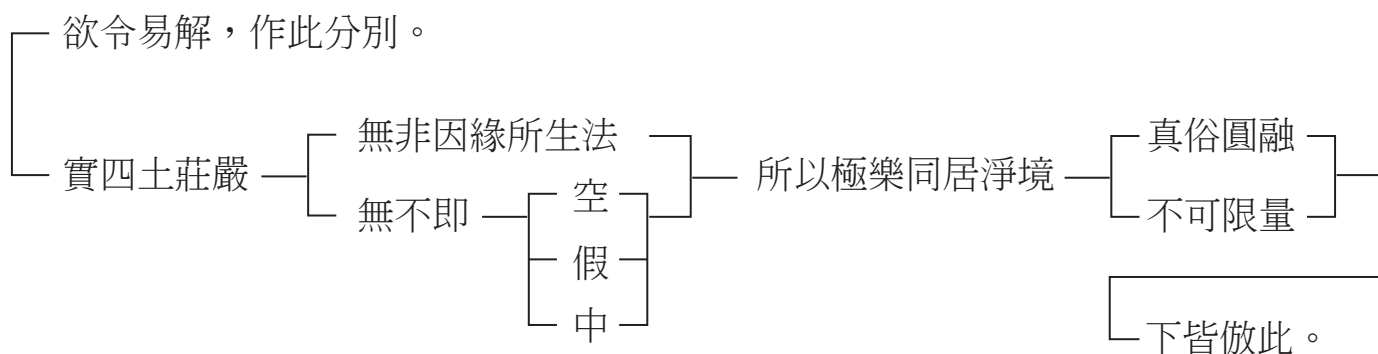 欲令易解，作此分別。
實四土莊嚴
無非因緣所生法
無不即
空
假
中
所以極樂同居淨境
真俗圓融
不可限量
下皆倣此。